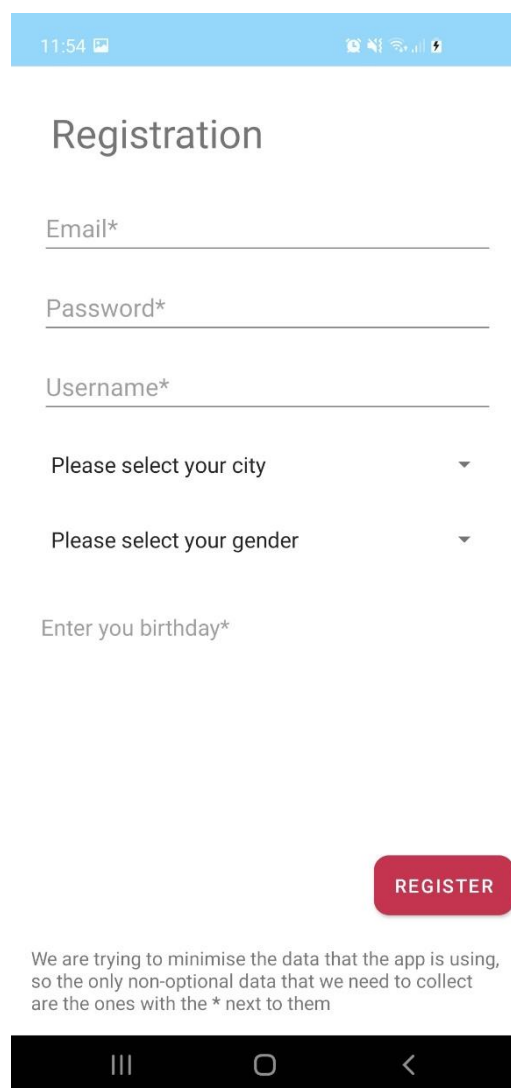 11:54
Registration
Email*
Password*
Username*
Please select your city
Please select your gender
Enter you birthday*
REGISTER
We are trying to minimise the data that the app is using,
so the only non-optional data that we need to collect
are the ones with the * next to them